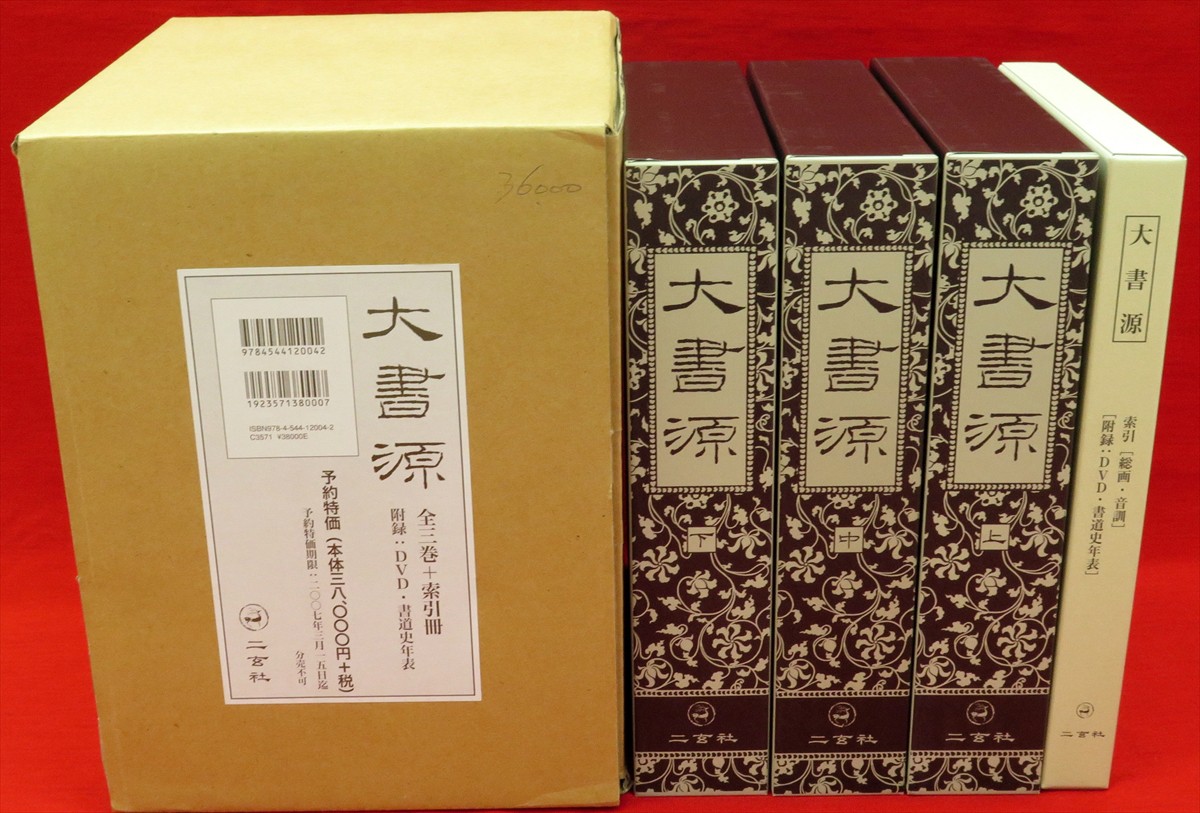 36000
9784544120042
1923571380007
ISBN978-4-544-12004-2
C3571 ¥38000E
大書源
全三巻＋索引冊
附録：DVD・書道史年表
予約特価（本体三八、〇〇〇円＋税）
予約特価期限：二〇〇七年三月一五日迄
分売不可
二玄社
大書源
下
二玄社
大書源
中
二玄社
大書源
上
二玄社
大書源
索引［総画・音訓］
［附録：DVD・書道史年表］
二玄社